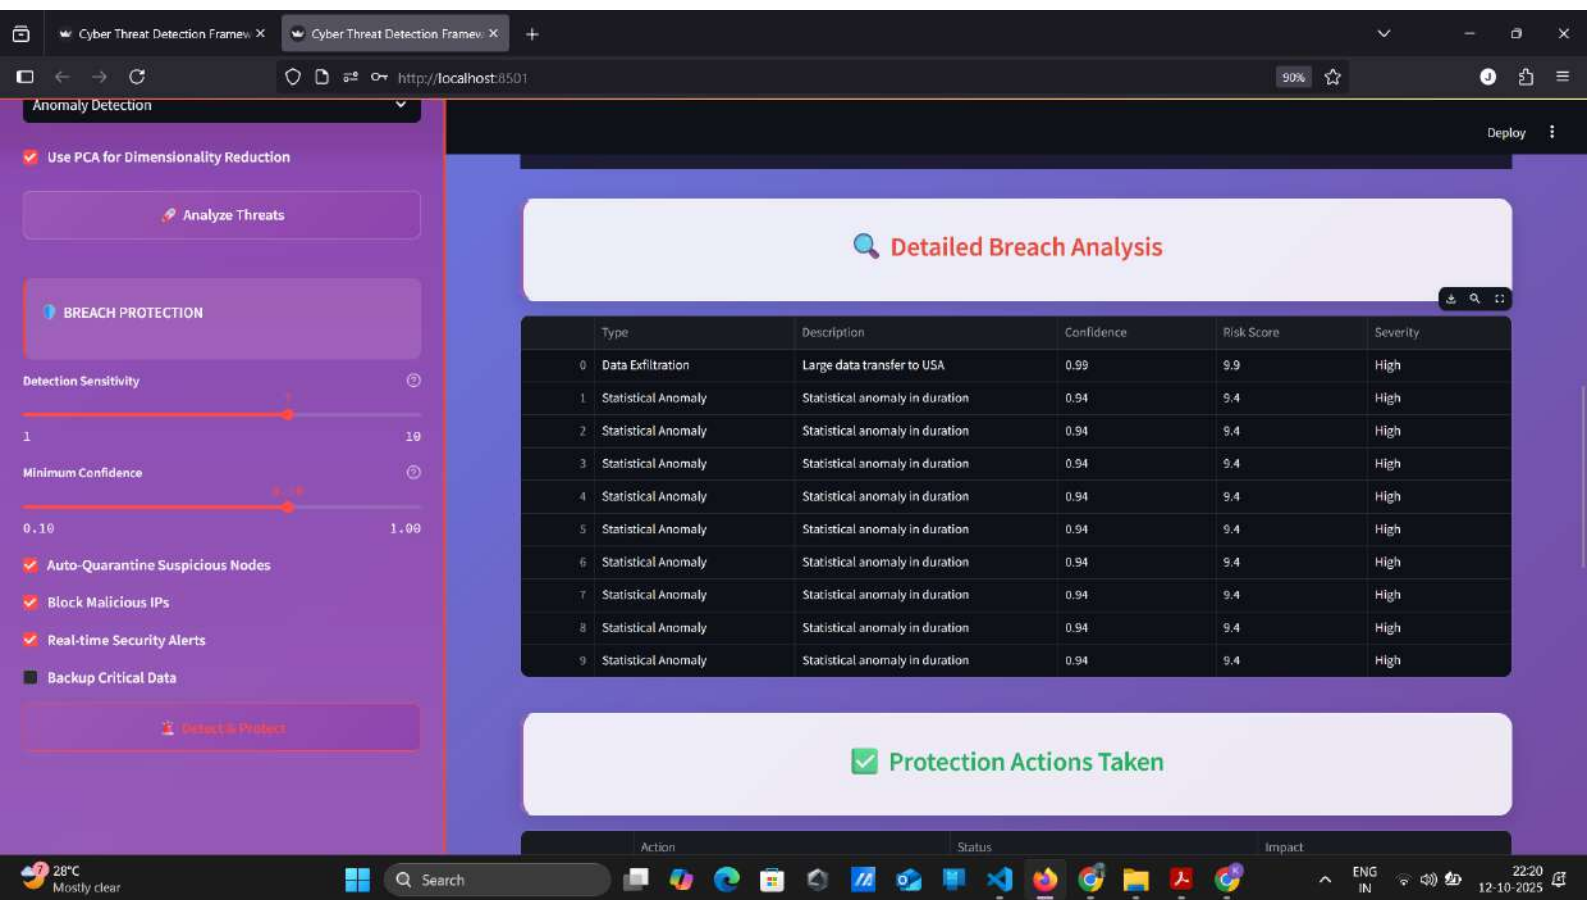 Cyber Threat Detection Framew
Cyber Threat Detection Framew
http://localhost:8501
90%
J
Anomaly Detection
Deploy
Use PCA for Dimensionality Reduction
🚀 Analyze Threats
🔍 Detailed Breach Analysis
BREACH PROTECTION
Type Description Confidence Risk Score Severity
0 Data Exfiltration Large data transfer to USA 0.99 9.9 High
1 Statistical Anomaly Statistical anomaly in duration 0.94 9.4 High
2 Statistical Anomaly Statistical anomaly in duration 0.94 9.4 High
3 Statistical Anomaly Statistical anomaly in duration 0.94 9.4 High
4 Statistical Anomaly Statistical anomaly in duration 0.94 9.4 High
5 Statistical Anomaly Statistical anomaly in duration 0.94 9.4 High
6 Statistical Anomaly Statistical anomaly in duration 0.94 9.4 High
7 Statistical Anomaly Statistical anomaly in duration 0.94 9.4 High
8 Statistical Anomaly Statistical anomaly in duration 0.94 9.4 High
9 Statistical Anomaly Statistical anomaly in duration 0.94 9.4 High
Detection Sensitivity
7
1 10
Minimum Confidence
0.10 1.00
Auto-Quarantine Suspicious Nodes
Block Malicious IPs
Real-time Security Alerts
Backup Critical Data
Detect & Protect
✅ Protection Actions Taken
Action Status Impact
7
28°C
Mostly clear
Search
ENG
IN
22:20
12-10-2025